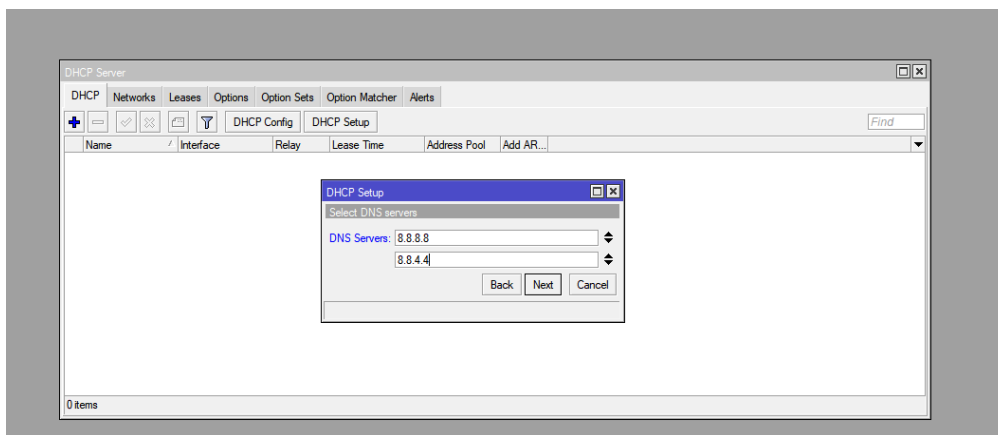 DHCP Server
DHCP Networks Leases Options Option Sets Option Matcher Alerts
DHCP Config DHCP Setup Find
Name Interface Relay Lease Time Address Pool Add AR...
DHCP Setup
Select DNS servers
DNS Servers: 8.8.8.8
8.8.4.4
Back Next Cancel
0 items